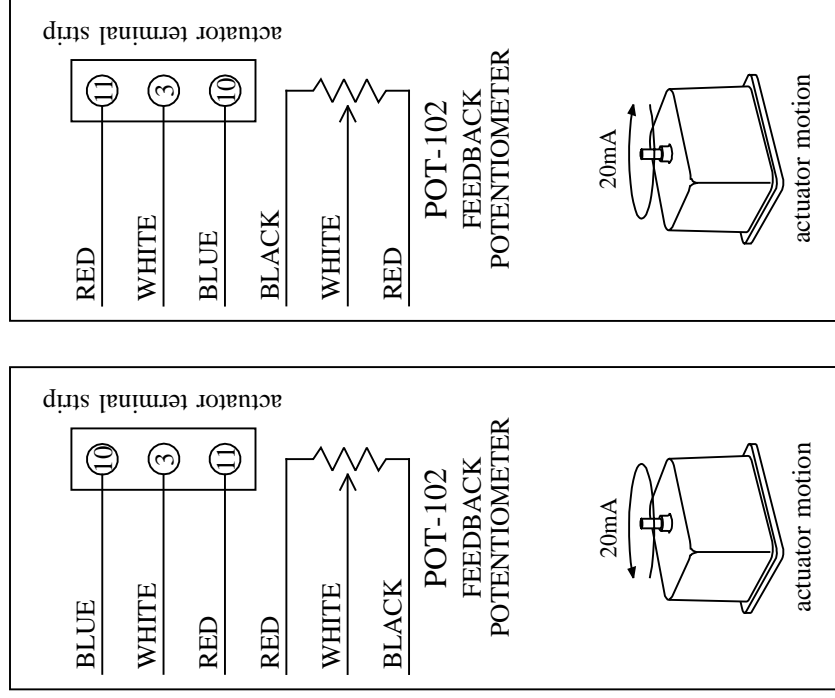 BLUE
WHITE
RED
RED
WHITE
BLACK
10
3
11
actuator terminal strip
POT-102
FEEDBACK
POTENTIOMETER
20mA
actuator motion
RED
WHITE
BLUE
BLACK
WHITE
RED
11
3
10
actuator terminal strip
POT-102
FEEDBACK
POTENTIOMETER
20mA
actuator motion